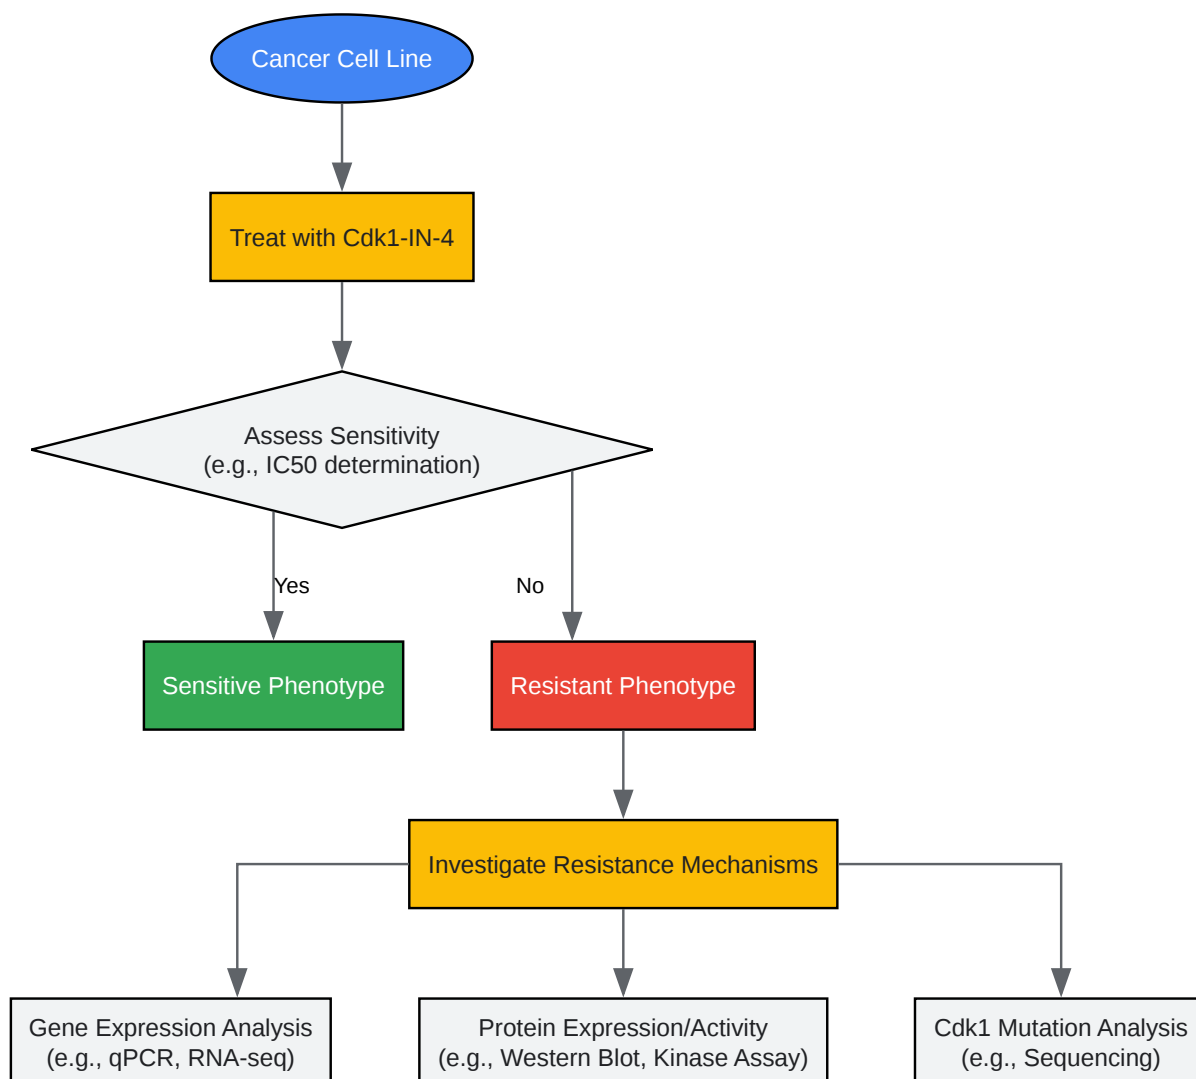 Cancer Cell Line
Treat with Cdk1-IN-4
Assess Sensitivity
(e.g., IC50 determination)
Yes
No
Sensitive Phenotype
Resistant Phenotype
Investigate Resistance Mechanisms
Gene Expression Analysis
(e.g., qPCR, RNA-seq)
Protein Expression/Activity
(e.g., Western Blot, Kinase Assay)
Cdk1 Mutation Analysis
(e.g., Sequencing)